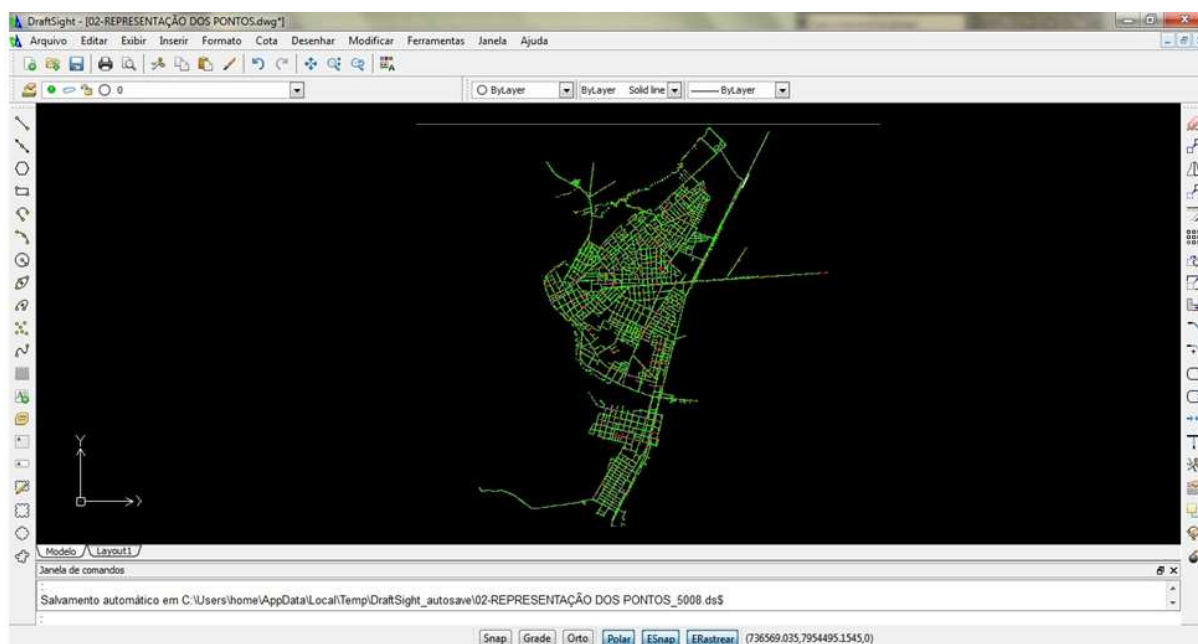 DraftSight - [02-REPRESENTAÇÃO DOS PONTOS.dwg*]
Arquivo Editar Exibir Inserir Formato Cota Desenhar Modificar Ferramentas Janela Ajuda
0 ByLayer ByLayer Solid line ByLayer
Y
X
Modelo Layout1
Janela de comandos
:
Salvamento automático em C:\Users\home\AppData\Local\Temp\DraftSight_autosave\02-REPRESENTAÇÃO DOS PONTOS_5008.ds$
:
Snap Grade Orto Polar ESnap ERastrear (736569.035,7954495.1545,0)